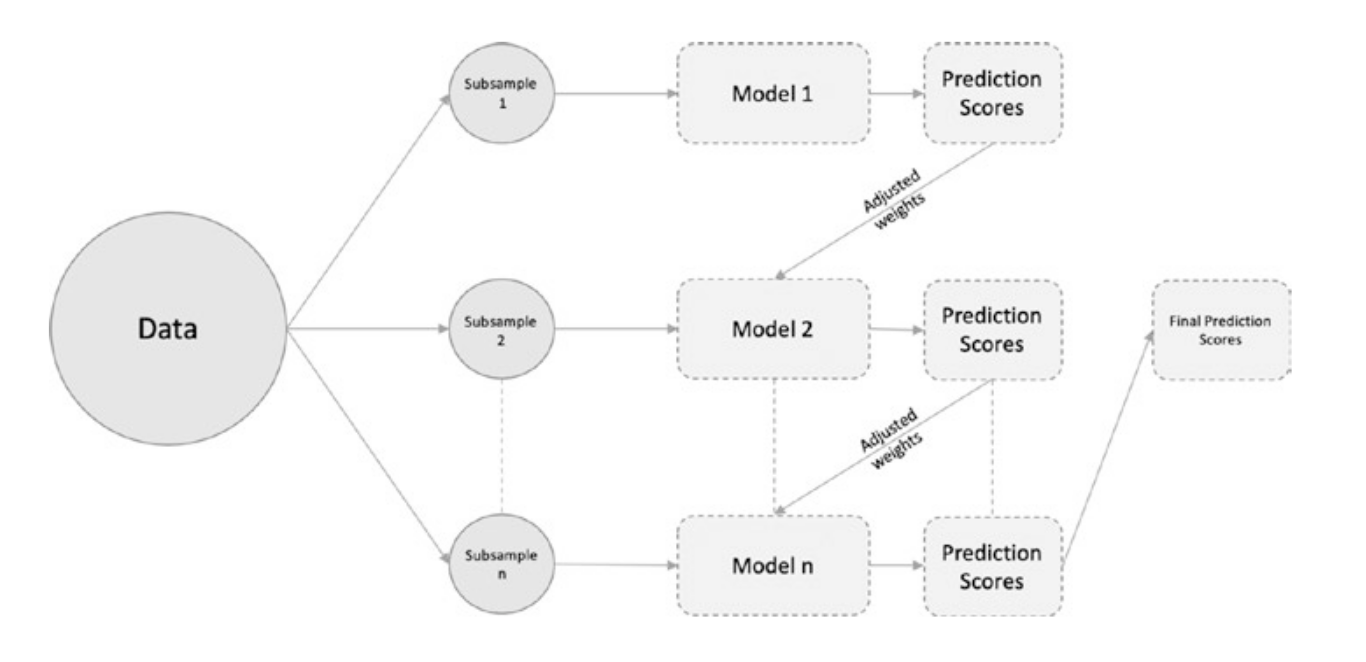 Subsample
1
Model 1
Prediction
Scores
Adjusted
weights
Data
Subsample
2
Model 2
Prediction
Scores
Final Prediction
Scores
Adjusted
weights
Subsample
n
Model n
Prediction
Scores